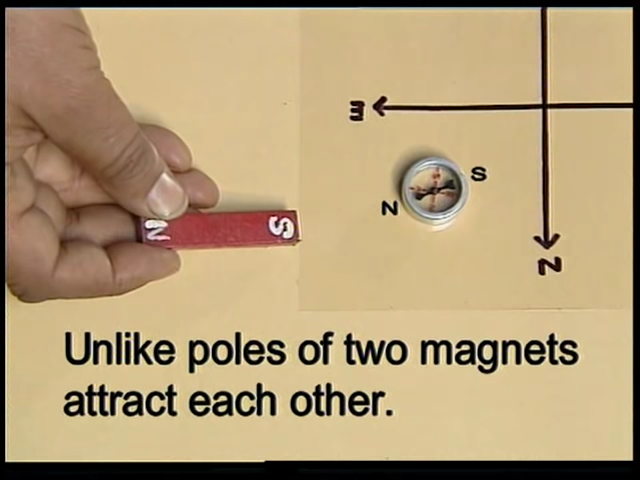 E
S
N
N
S
N
Unlike poles of two magnets
attract each other.